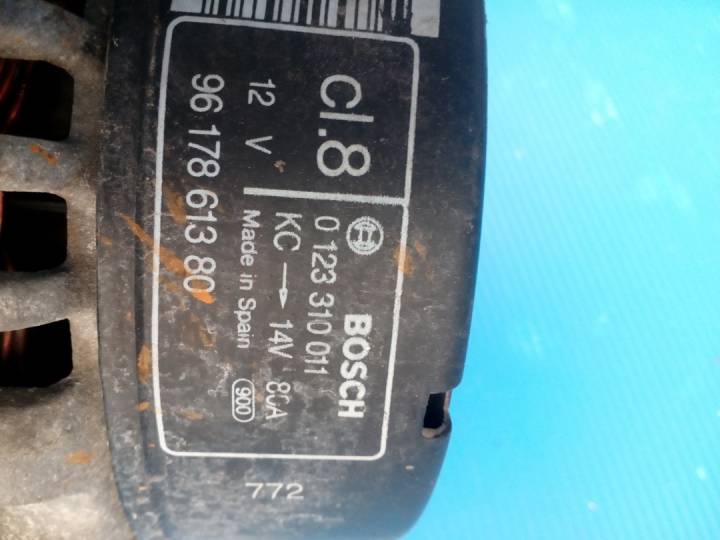 Cl.8
BOSCH
0 123 310 011
12 V
KC → 14V 80A
Made in Spain 900
96 178 613 80
772